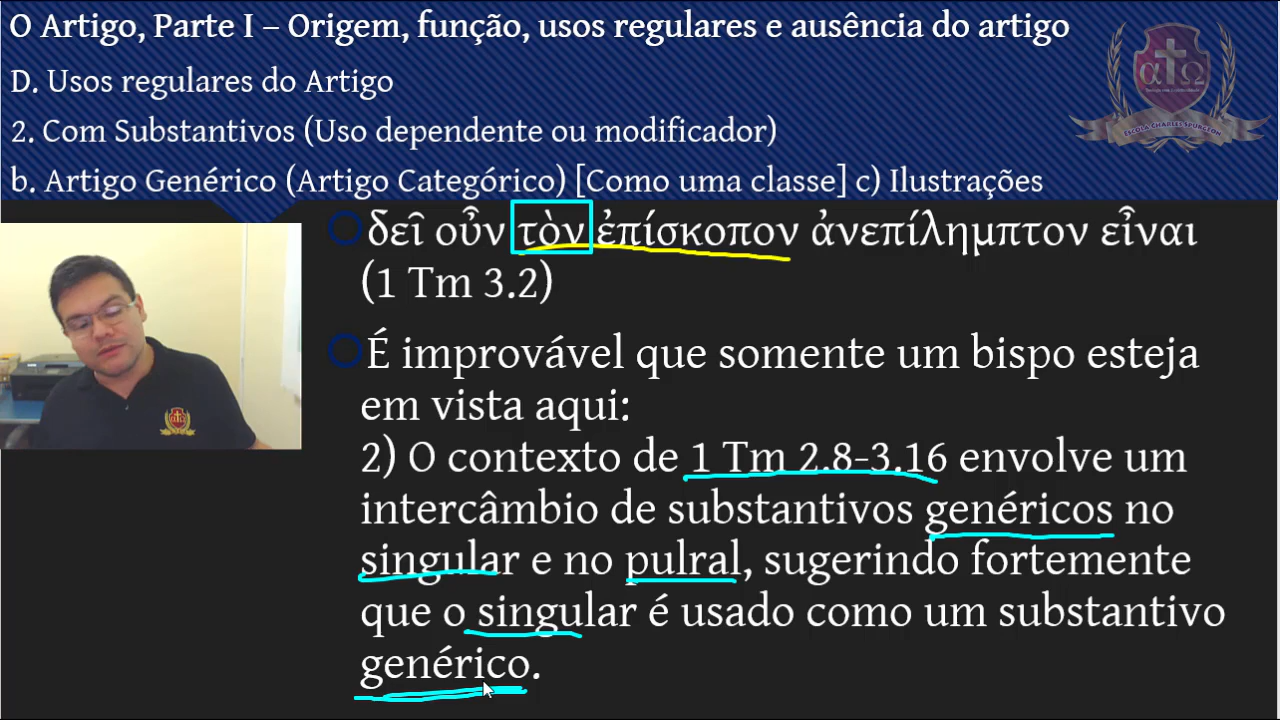 O Artigo, Parte I – Origem, função, usos regulares e ausência do artigo
D. Usos regulares do Artigo
2. Com Substantivos (Uso dependente ou modificador)
b. Artigo Genérico (Artigo Categórico) [Como uma classe] c) Ilustrações
α Ω
ESCOLA CHARLES SPURGEON
δεῖ οὖν τὸν ἐπίσκοπον ἀνεπίλημπτον εἶναι
(1 Tm 3.2)
É improvável que somente um bispo esteja
em vista aqui:
2) O contexto de 1 Tm 2.8-3.16 envolve um
intercâmbio de substantivos genéricos no
singular e no pulral, sugerindo fortemente
que o singular é usado como um substantivo
genérico.